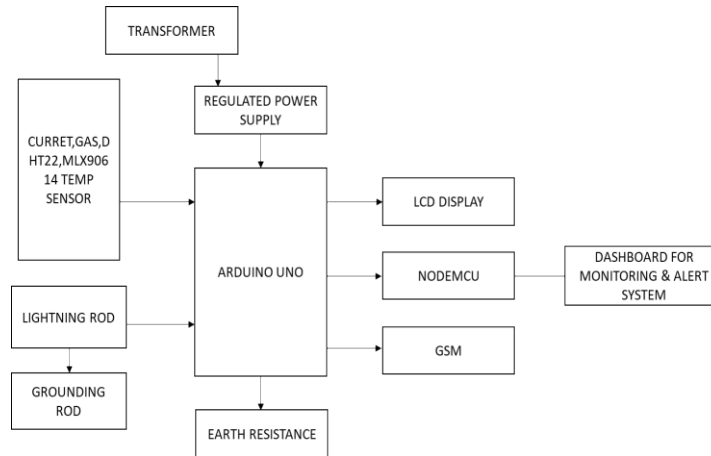 TRANSFORMER
REGULATED POWER
SUPPLY
CURRET,GAS,D
HT22,MLX906
14 TEMP
SENSOR
ARDUINO UNO
LCD DISPLAY
NODEMCU
DASHBOARD FOR
MONITORING & ALERT
SYSTEM
GSM
LIGHTNING ROD
GROUNDING
ROD
EARTH RESISTANCE